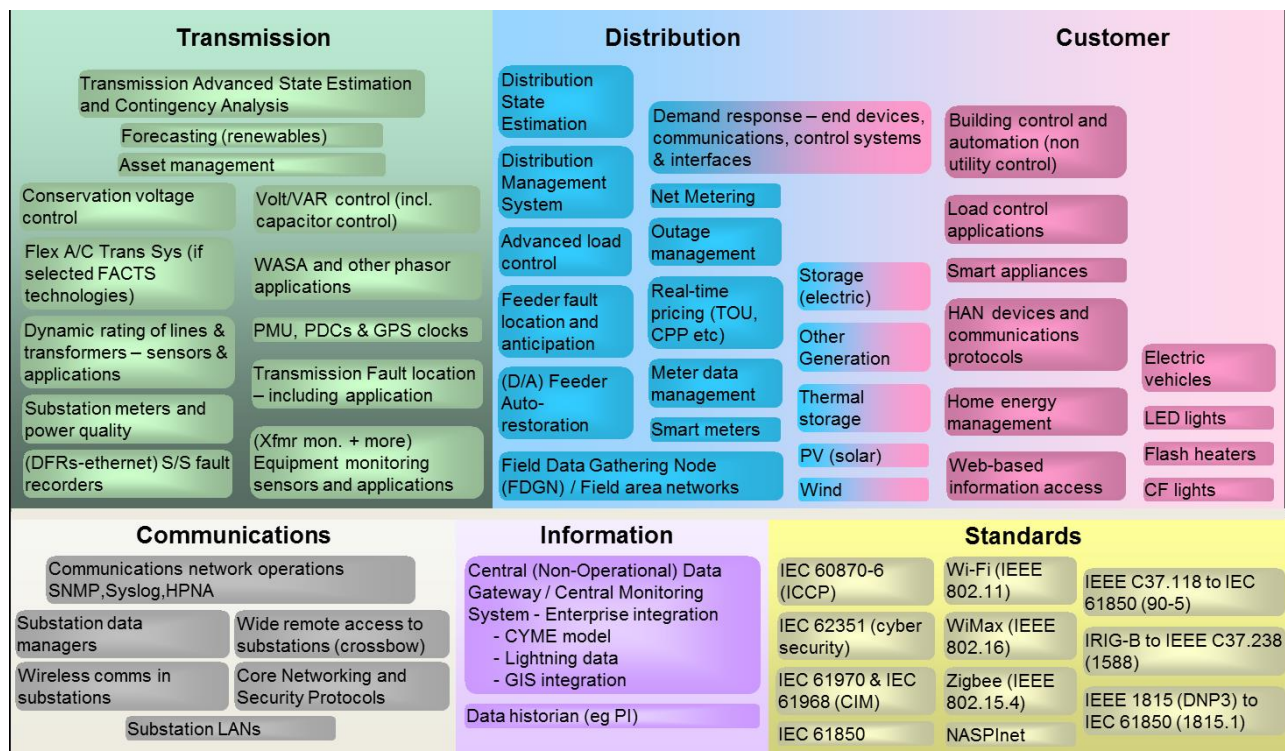 Transmission
Transmission Advanced State Estimation
and Contingency Analysis
Forecasting (renewables)
Asset management
Conservation voltage
control
Flex A/C Trans Sys (if
selected FACTS
technologies)
Dynamic rating of lines &
transformers – sensors &
applications
Substation meters and
power quality
(DFRs-ethernet) S/S fault
recorders
Volt/VAR control (incl.
capacitor control)
WASA and other phasor
applications
PMU, PDCs & GPS clocks
Transmission Fault location
– including application
(Xfmr mon. + more)
Equipment monitoring
sensors and applications
Distribution
Distribution
State
Estimation
Distribution
Management
System
Advanced load
control
Feeder fault
location and
anticipation
(D/A) Feeder
Auto-
restoration
Field Data Gathering Node
(FDGN) / Field area networks
Demand response – end devices,
communications, control systems
& interfaces
Net Metering
Outage
management
Real-time
pricing (TOU,
CPP etc)
Meter data
management
Smart meters
Storage
(electric)
Other
Generation
Thermal
storage
PV (solar)
Wind
Customer
Building control and
automation (non
utility control)
Load control
applications
Smart appliances
HAN devices and
communications
protocols
Home energy
management
Web-based
information access
Electric
vehicles
LED lights
Flash heaters
CF lights
Communications
Communications network operations
SNMP,Syslog,HPNA
Substation data
managers
Wide remote access to
substations (crossbow)
Wireless comms in
substations
Core Networking and
Security Protocols
Substation LANs
Information
Central (Non-Operational) Data
Gateway / Central Monitoring
System - Enterprise integration
- CYME model
- Lightning data
- GIS integration
Data historian (eg PI)
Standards
IEC 60870-6
(ICCP)
IEC 62351 (cyber
security)
IEC 61970 & IEC
61968 (CIM)
IEC 61850
Wi-Fi (IEEE
802.11)
WiMax (IEEE
802.16)
Zigbee (IEEE
802.15.4)
NASPInet
IEEE C37.118 to IEC
61850 (90-5)
IRIG-B to IEEE C37.238
(1588)
IEEE 1815 (DNP3) to
IEC 61850 (1815.1)